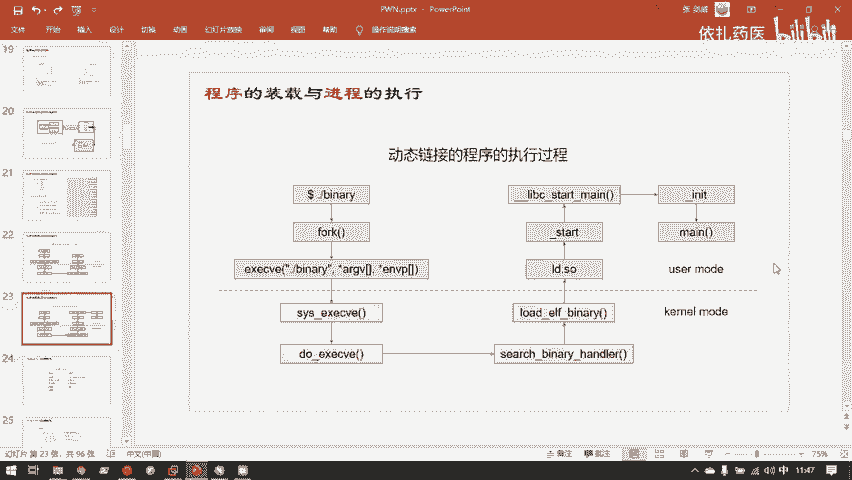 PWN.pptx - PowerPoint
文件
开始
插入
设计
切换
动画
幻灯片放映
审阅
视图
帮助
操作说明搜索
依扎药医 bilibili
19
20
21
22
23
24
25
程序的装载与进程的执行
动态链接的程序的执行过程
$ ./binary
fork()
execve("./binary", *argv[], *envp[])
sys_execve()
do_execve()
search_binary_handler()
load_elf_binary()
ld.so
_start
__libc_start_main()
_init
main()
user mode
kernel mode
幻灯片 第 23 张，共 96 张
中文(中国)
备注
批注
75%
中
11:47